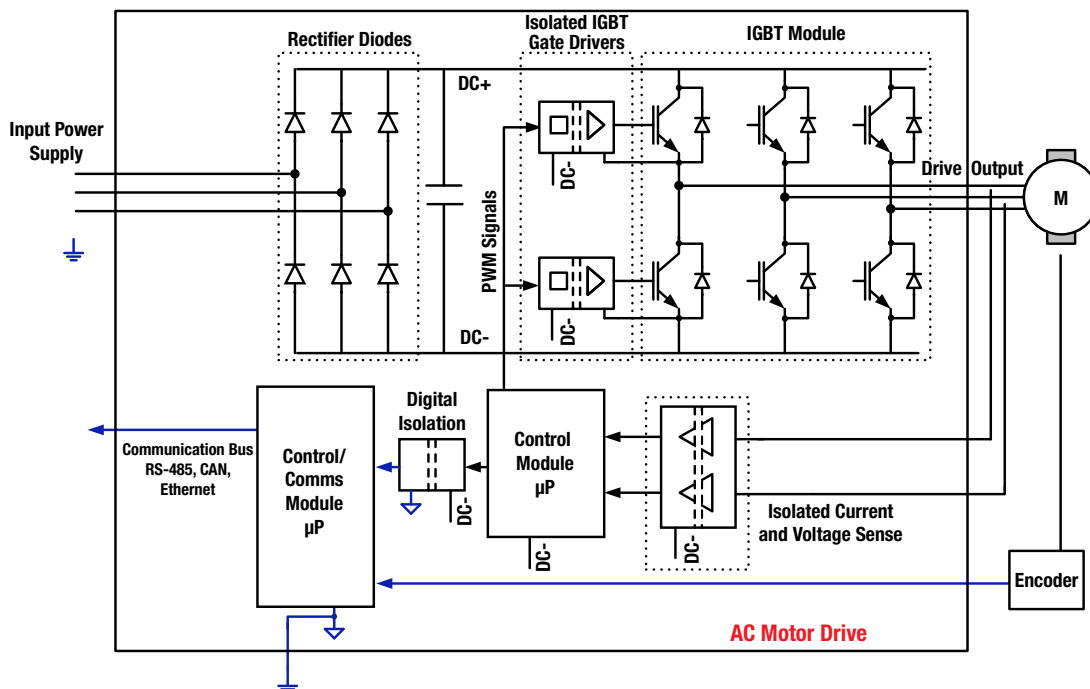 Isolated IGBT
Gate Drivers
IGBT Module
Rectifier Diodes
DC+
Input Power
Supply
DC-
Drive Output
M
PWM Signals
DC-
DC-
Digital
Isolation
Communication Bus
RS-485, CAN,
Ethernet
Control/
Comms
Module
µP
DC-
Control
Module
µP
DC-
DC-
Isolated Current
and Voltage Sense
Encoder
AC Motor Drive